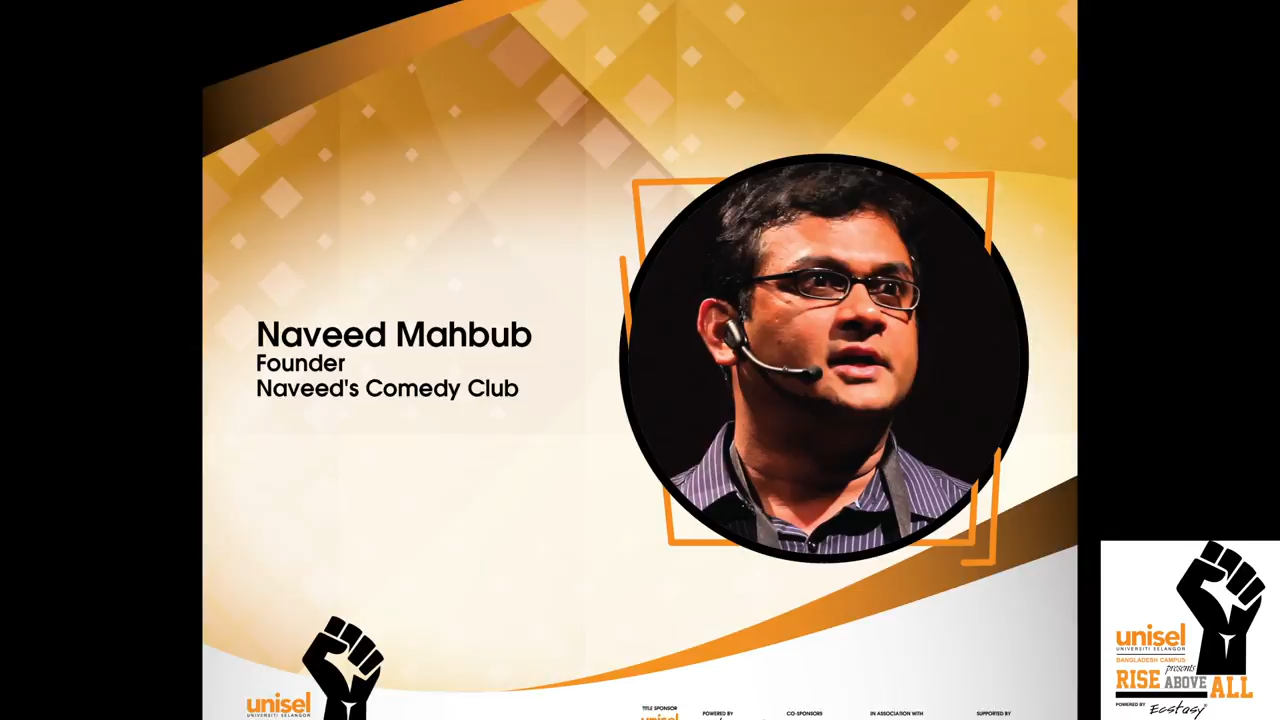 Naveed Mahbub
Founder
Naveed's Comedy Club
unisel
UNIVERSITI SELANGOR
TITLE SPONSOR
unisel
POWERED BY
CO-SPONSORS
IN ASSOCIATION WITH
SUPPORTED BY
unisel
UNIVERSITI SELANGOR
BANGLADESH CAMPUS
presents
RISE ABOVE ALL
POWERED BY Ecstasy